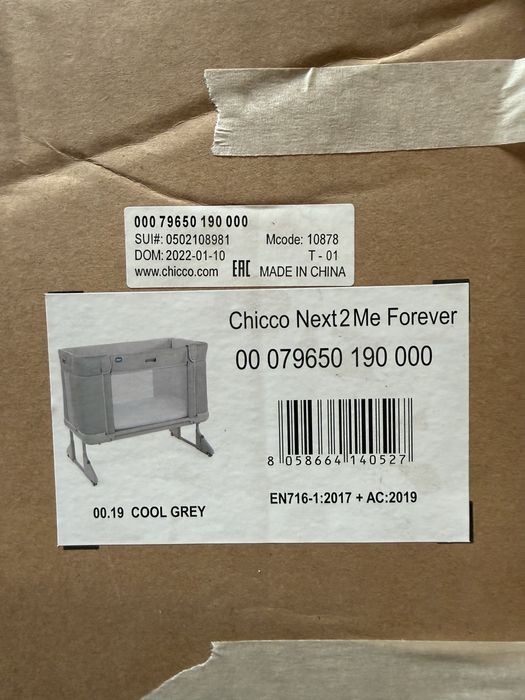 000 79650 190 000
SUI#: 0502108981 Mcode: 10878
DOM: 2022-01-10 T - 01
www.chicco.com EAC MADE IN CHINA
Chicco Next2Me Forever
00 079650 190 000
8 058664 140527
00.19 COOL GREY
EN716-1:2017 + AC:2019